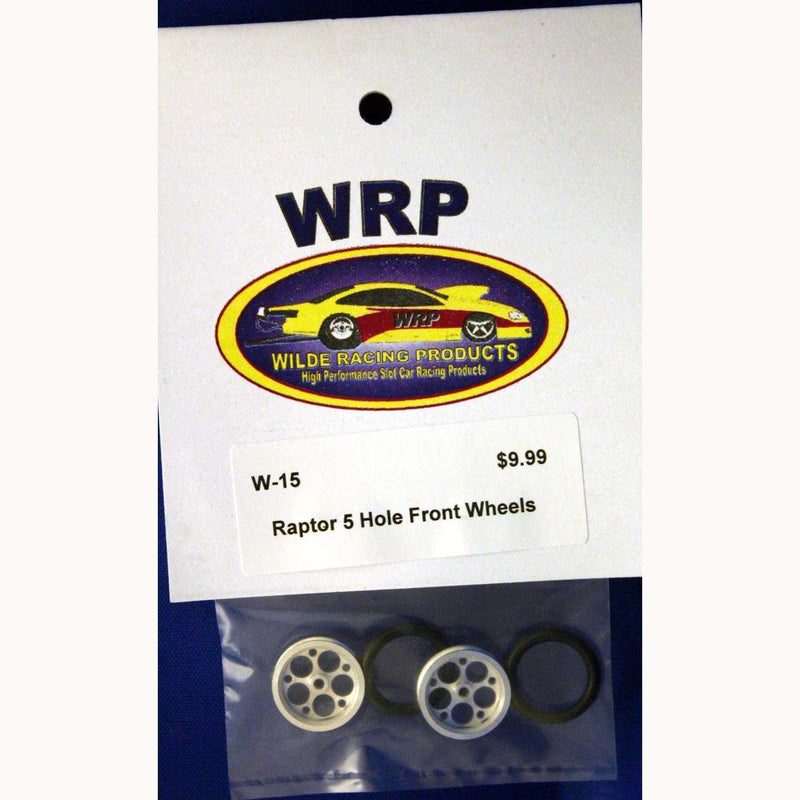 WRP
WRP
WILDE RACING PRODUCTS
High Performance Slot Car Racing Products
W-15
$9.99
Raptor 5 Hole Front Wheels